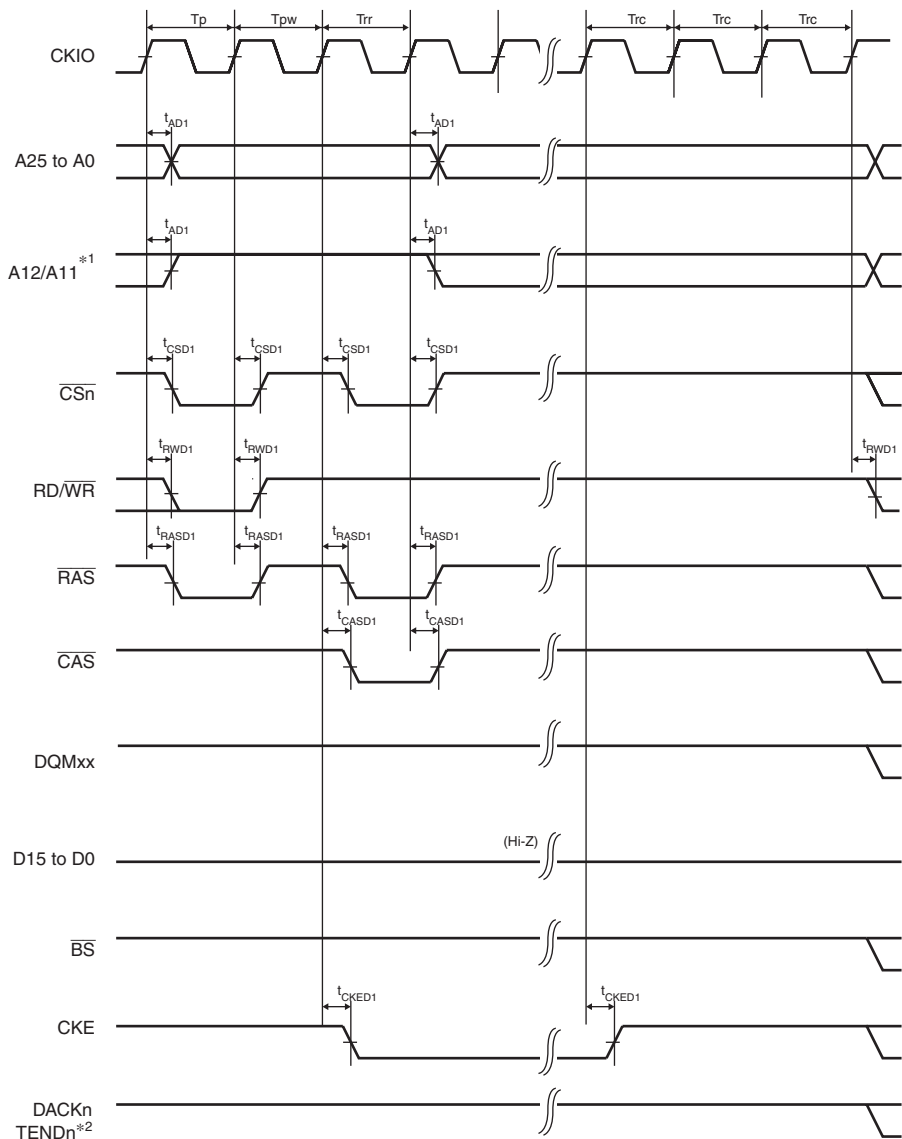 Tp Tpw Trr Trc Trc Trc
CKIO
tAD1 tAD1
A25 to A0
tAD1 tAD1
A12/A11*1
tCSD1 tCSD1 tCSD1 tCSD1
CSn
tRWD1 tRWD1 tRWD1
RD/WR
tRASD1 tRASD1 tRASD1 tRASD1
RAS
tCASD1 tCASD1
CAS
DQMxx
(Hi-Z)
D15 to D0
BS
tCKED1 tCKED1
CKE
DACKn
TENDn*2